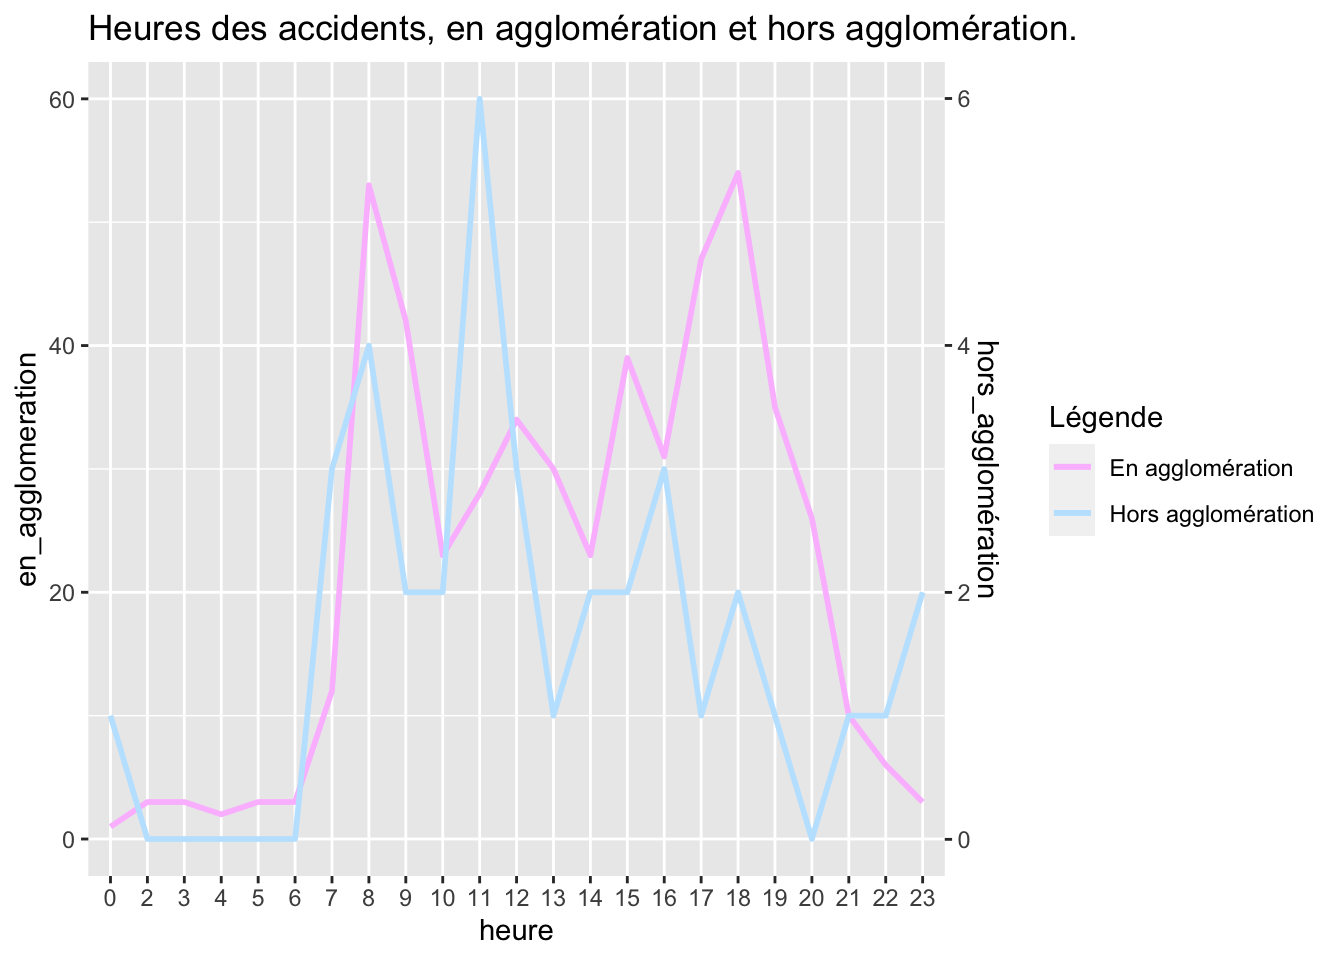 Heures des accidents, en agglomération et hors agglomération.
60
40
20
0
en_agglomeration
6
4
2
0
hors_agglomération
0 2 3 4 5 6 7 8 9 10 11 12 13 14 15 16 17 18 19 20 21 22 23
heure
Légende
En agglomération
Hors agglomération